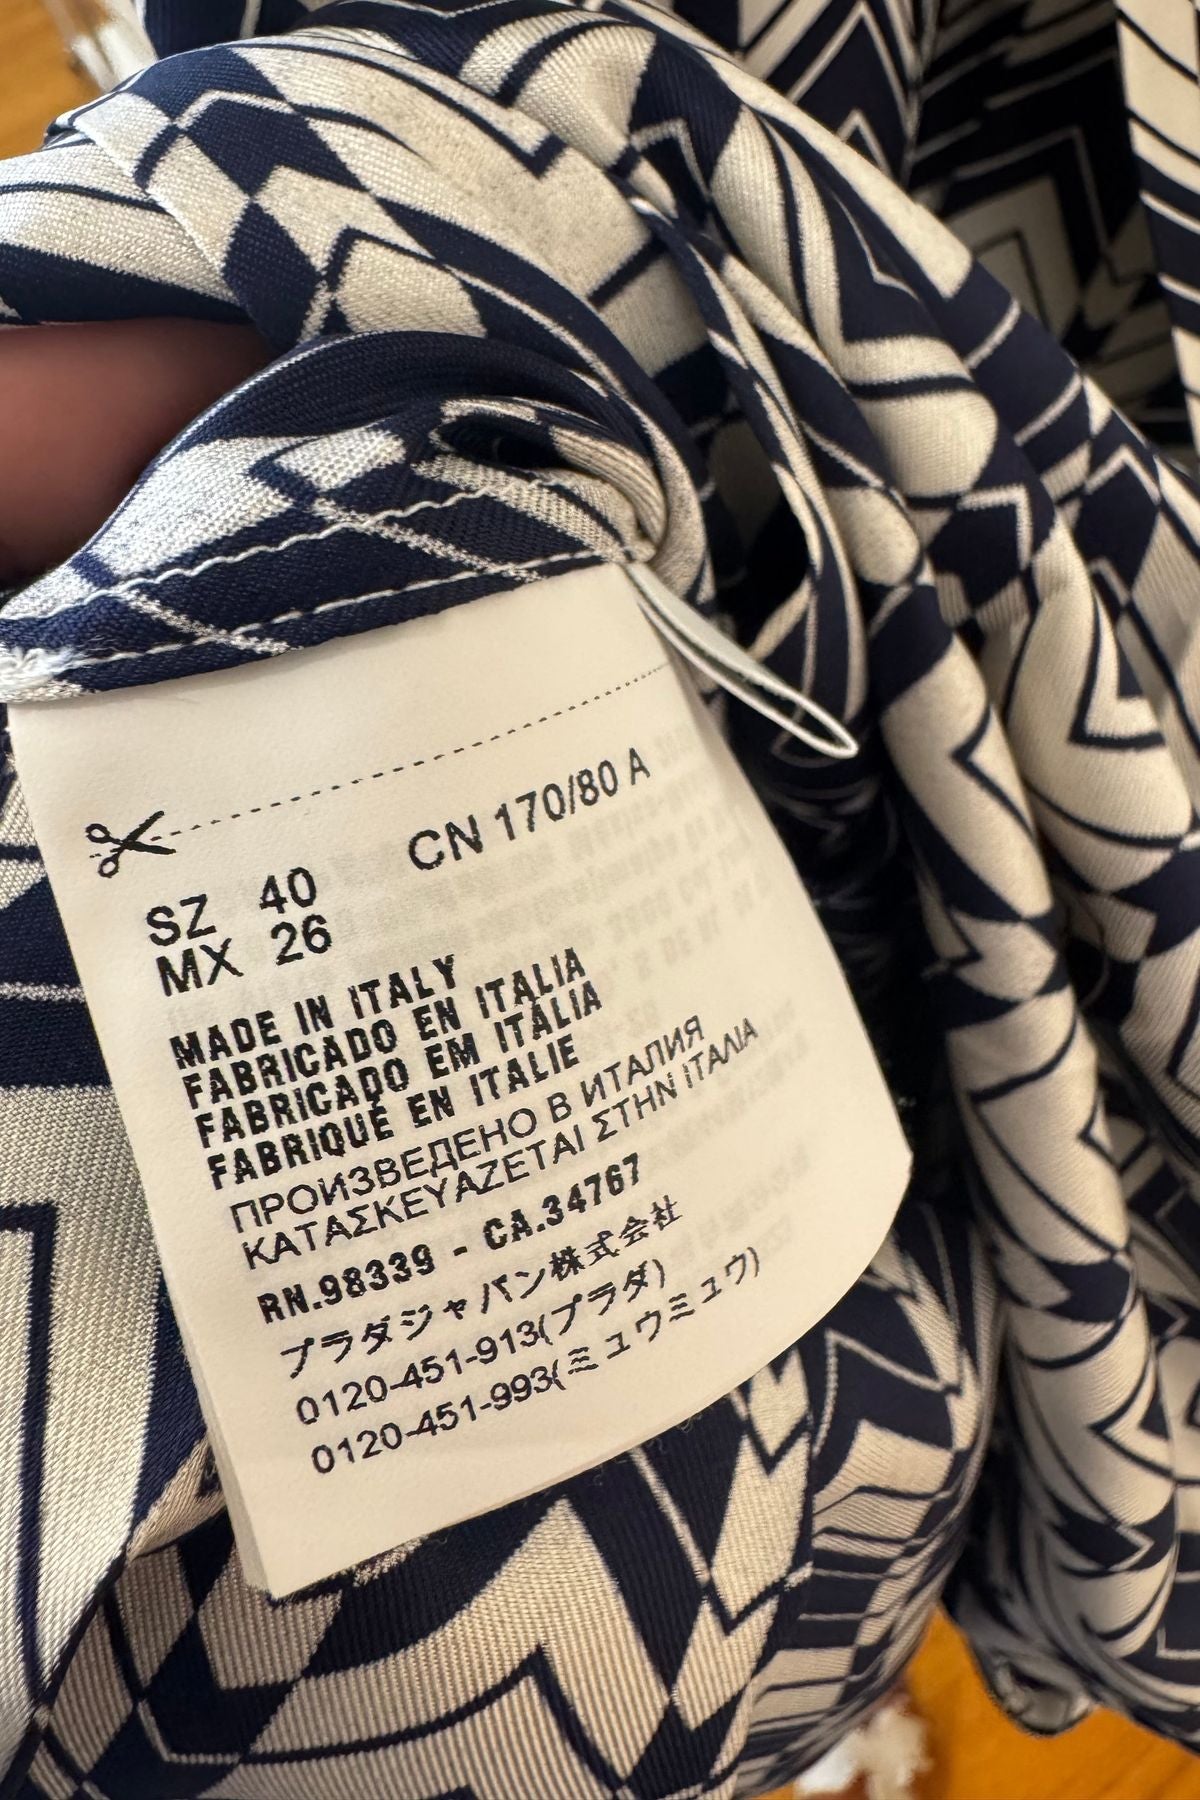 SZ 40 CN 170/80 A
MX 26
MADE IN ITALY
FABRICADO EN ITALIA
FABRICADO EM ITÁLIA
FABRIQUÉ EN ITALIE
ПРОИЗВЕДЕНО В ИТАЛИЯ
ΚΑΤΑΣΚΕΥΑΖΕΤΑΙ ΣΤΗΝ ΙΤΑΛΙΑ
RN.98339 - CA.34767
プラダジャパン株式会社
0120-451-913(プラダ)
0120-451-993(ミュウミュウ)